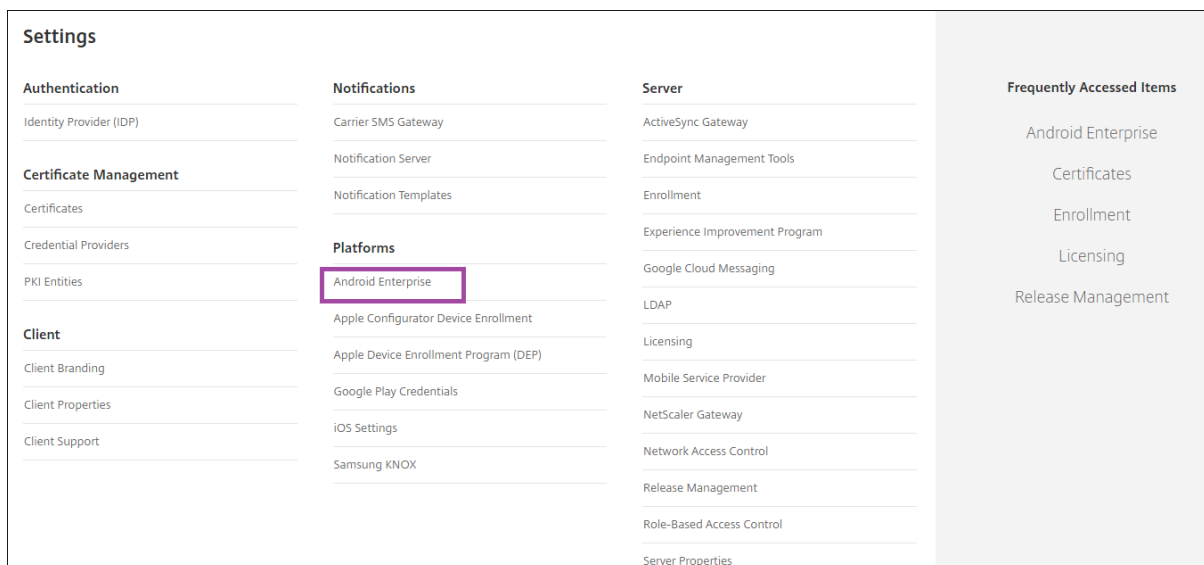 Settings
Authentication
Identity Provider (IDP)
Certificate Management
Certificates
Credential Providers
PKI Entities
Client
Client Branding
Client Properties
Client Support
Notifications
Carrier SMS Gateway
Notification Server
Notification Templates
Platforms
Android Enterprise
Apple Configurator Device Enrollment
Apple Device Enrollment Program (DEP)
Google Play Credentials
iOS Settings
Samsung KNOX
Server
ActiveSync Gateway
Endpoint Management Tools
Enrollment
Experience Improvement Program
Google Cloud Messaging
LDAP
Licensing
Mobile Service Provider
NetScaler Gateway
Network Access Control
Release Management
Role-Based Access Control
Server Properties
Frequently Accessed Items
Android Enterprise
Certificates
Enrollment
Licensing
Release Management